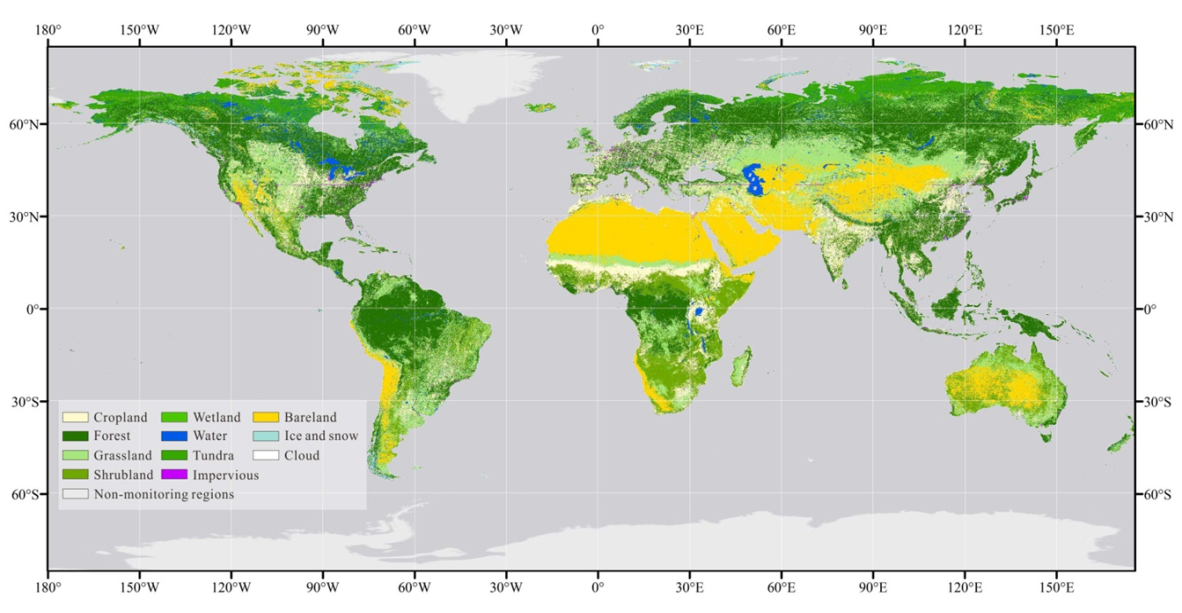 180° 150°W 120°W 90°W 60°W 30°W 0° 30°E 60°E 90°E 120°E 150°E
60°N 60°N
30°N 30°N
0° 0°
30°S 30°S
Cropland Wetland Bareland
Forest Water Ice and snow
Grassland Tundra Cloud
Shrubland Impervious
Non-monitoring regions
60°S 60°S
180° 150°W 120°W 90°W 60°W 30°W 0° 30°E 60°E 90°E 120°E 150°E